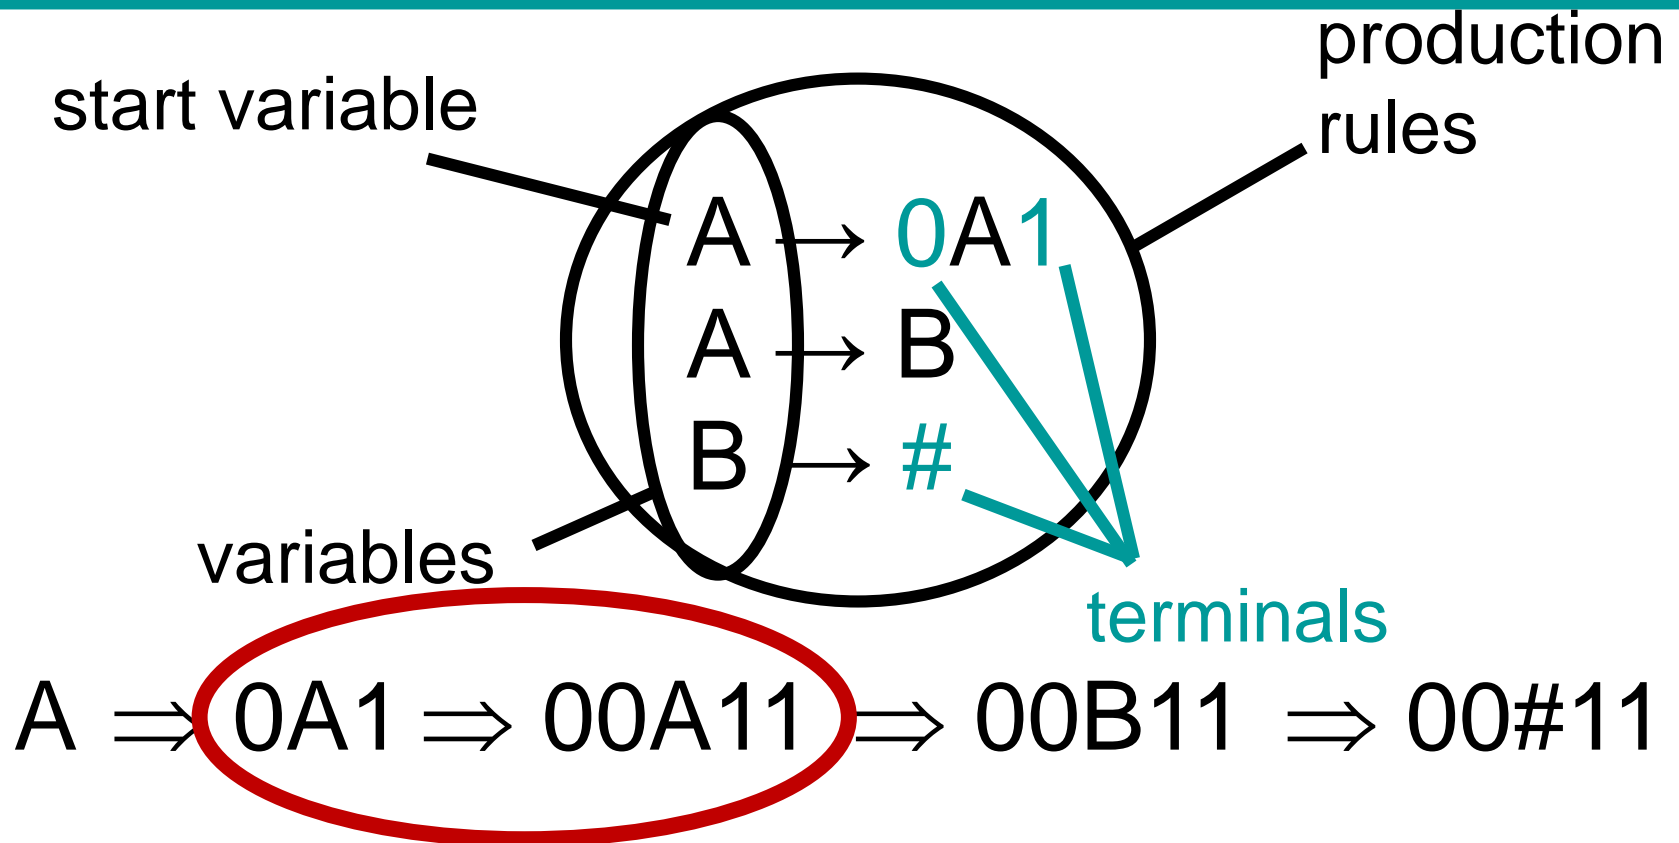 production
rules
start variable
A → 0A1
A → B
B → #
variables
terminals
A ⇒ 0A1 ⇒ 00A11 ⇒ 00B11 ⇒ 00#11